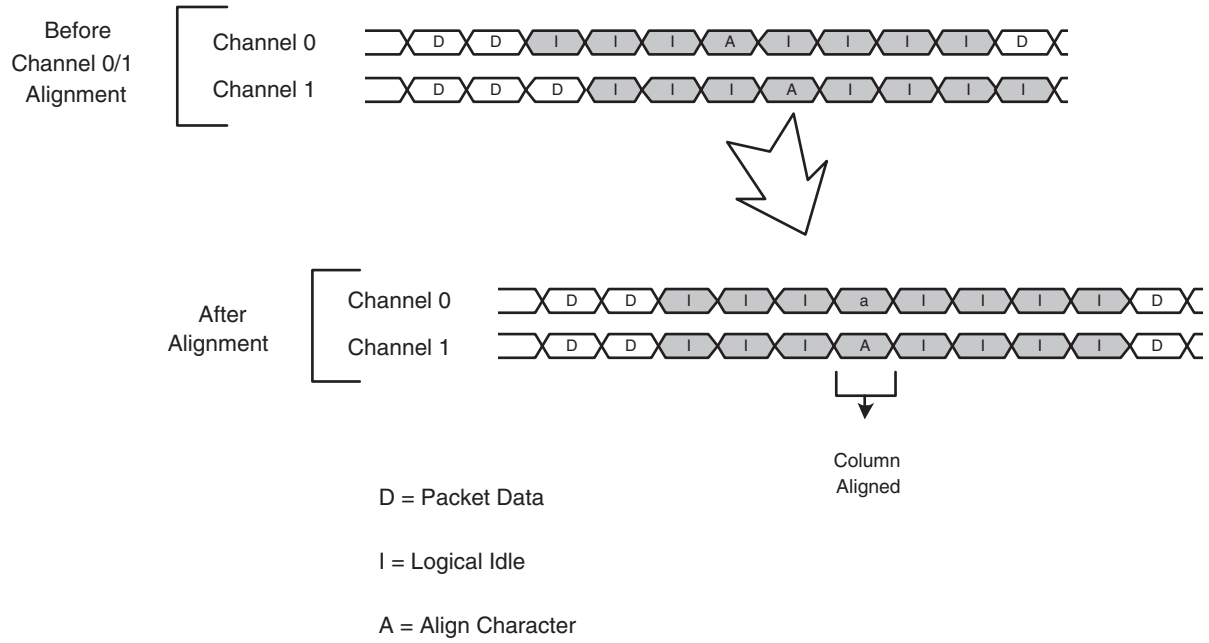 Before
Channel 0/1
Alignment
Channel 0
D D I I I A I I I I D
Channel 1
D D D I I I A I I I I
After
Alignment
Channel 0
D D I I I a I I I I D
Channel 1
D D I I I A I I I I D
Column
Aligned
D = Packet Data
I = Logical Idle
A = Align Character